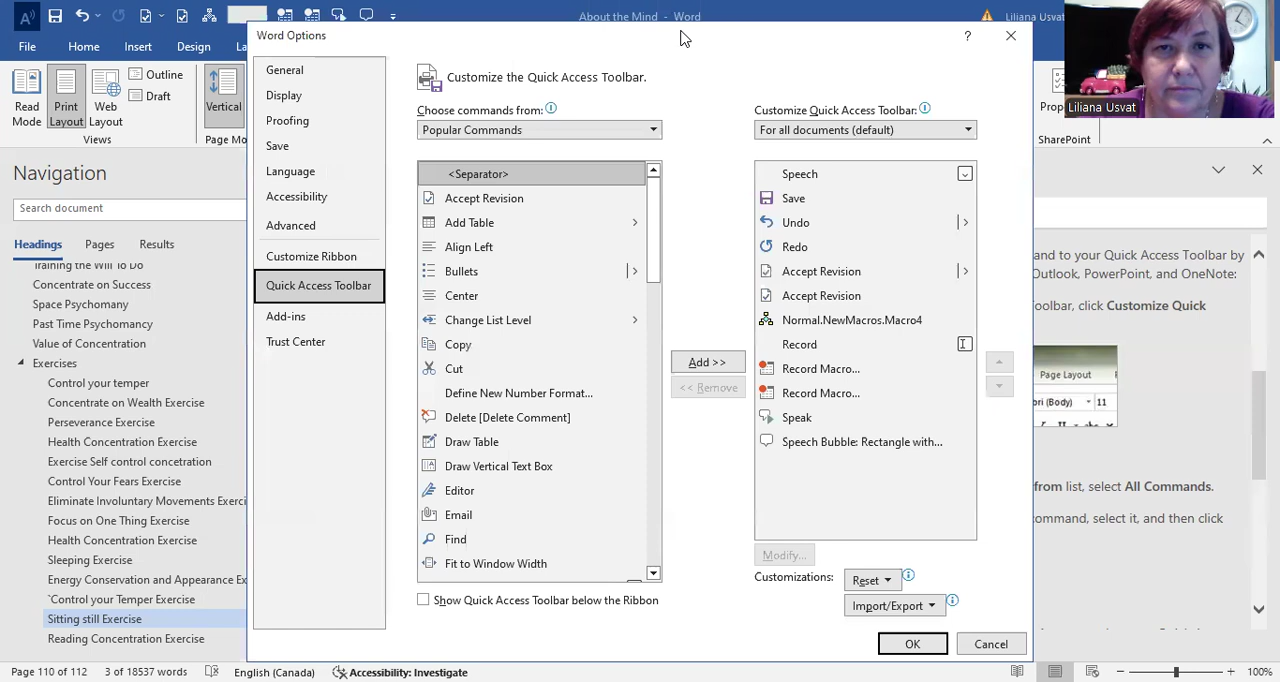 About the Mind - Word
Liliana Usvat
File
Home
Insert
Design
La
Read Mode
Print Layout
Web Layout
Outline
Draft
Views
Vertical
Page Mo
Prop
SharePoint
Liliana Usvat
Navigation
Search document
Headings
Pages
Results
Training the Will To Do
Concentrate on Success
Space Psychomany
Past Time Psychomancy
Value of Concentration
Exercises
Control your temper
Concentrate on Wealth Exercise
Perseverance Exercise
Health Concentration Exercise
Exercise Self control concetration
Control Your Fears Exercise
Eliminate Involuntary Movements Exerci
Focus on One Thing Exercise
Health Concentration Exercise
Sleeping Exercise
Energy Conservation and Appearance Ex
`Control your Temper Exercise
Sitting still Exercise
Reading Concentration Exercise
Word Options
?
General
Display
Proofing
Save
Language
Accessibility
Advanced
Customize Ribbon
Quick Access Toolbar
Add-ins
Trust Center
Customize the Quick Access Toolbar.
Choose commands from:
Popular Commands
<Separator>
Accept Revision
Add Table
Align Left
Bullets
Center
Change List Level
Copy
Cut
Define New Number Format...
Delete [Delete Comment]
Draw Table
Draw Vertical Text Box
Editor
Email
Find
Fit to Window Width
Show Quick Access Toolbar below the Ribbon
Add >>
<< Remove
Customize Quick Access Toolbar:
For all documents (default)
Speech
Save
Undo
Redo
Accept Revision
Accept Revision
Normal.NewMacros.Macro4
Record
Record Macro...
Record Macro...
Speak
Speech Bubble: Rectangle with...
Modify...
Customizations:
Reset
Import/Export
OK
Cancel
and to your Quick Access Toolbar by
Outlook, PowerPoint, and OneNote:
Toolbar, click Customize Quick
Page Layout
ri (Body)
11
from list, select All Commands.
command, select it, and then click
Page 110 of 112
3 of 18537 words
English (Canada)
Accessibility: Investigate
100%